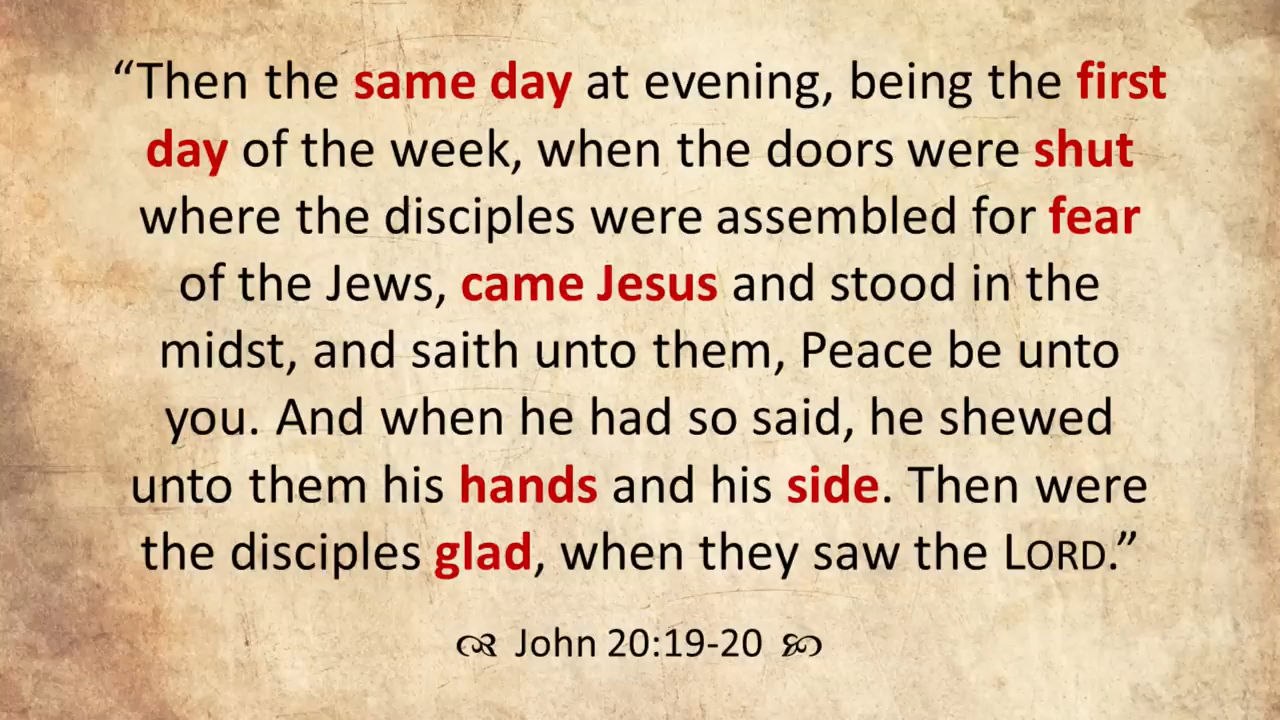 “Then the same day at evening, being the first
day of the week, when the doors were shut
where the disciples were assembled for fear
of the Jews, came Jesus and stood in the
midst, and saith unto them, Peace be unto
you. And when he had so said, he shewed
unto them his hands and his side. Then were
the disciples glad, when they saw the LORD.”
John 20:19-20